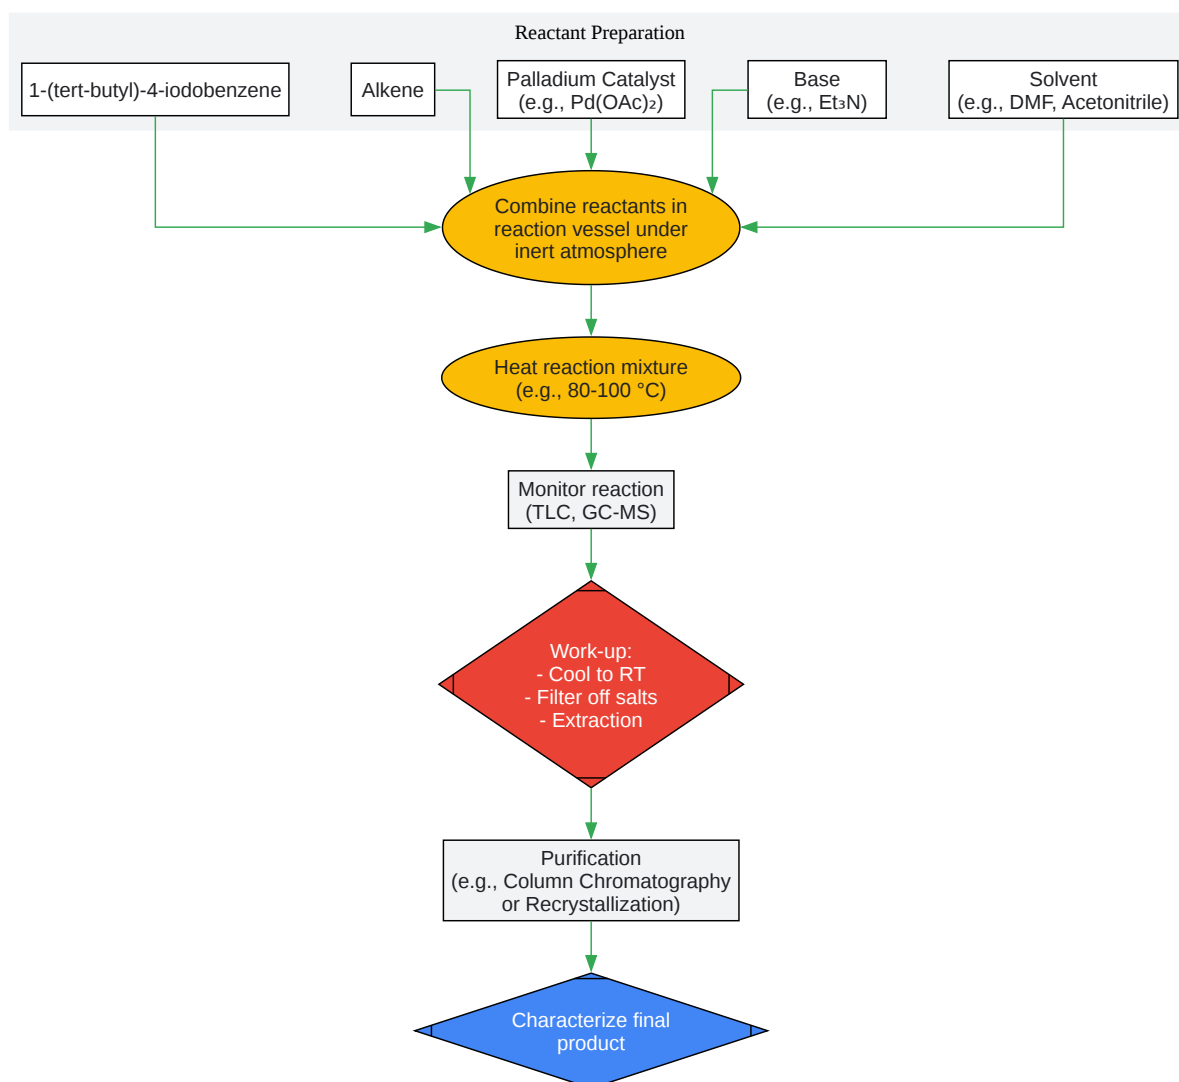 Reactant Preparation
1-(tert-butyl)-4-iodobenzene
Alkene
Palladium Catalyst
(e.g., Pd(OAc)₂)
Base
(e.g., Et₃N)
Solvent
(e.g., DMF, Acetonitrile)
Combine reactants in
reaction vessel under
inert atmosphere
Heat reaction mixture
(e.g., 80-100 °C)
Monitor reaction
(TLC, GC-MS)
Work-up:
- Cool to RT
- Filter off salts
- Extraction
Purification
(e.g., Column Chromatography
or Recrystallization)
Characterize final
product